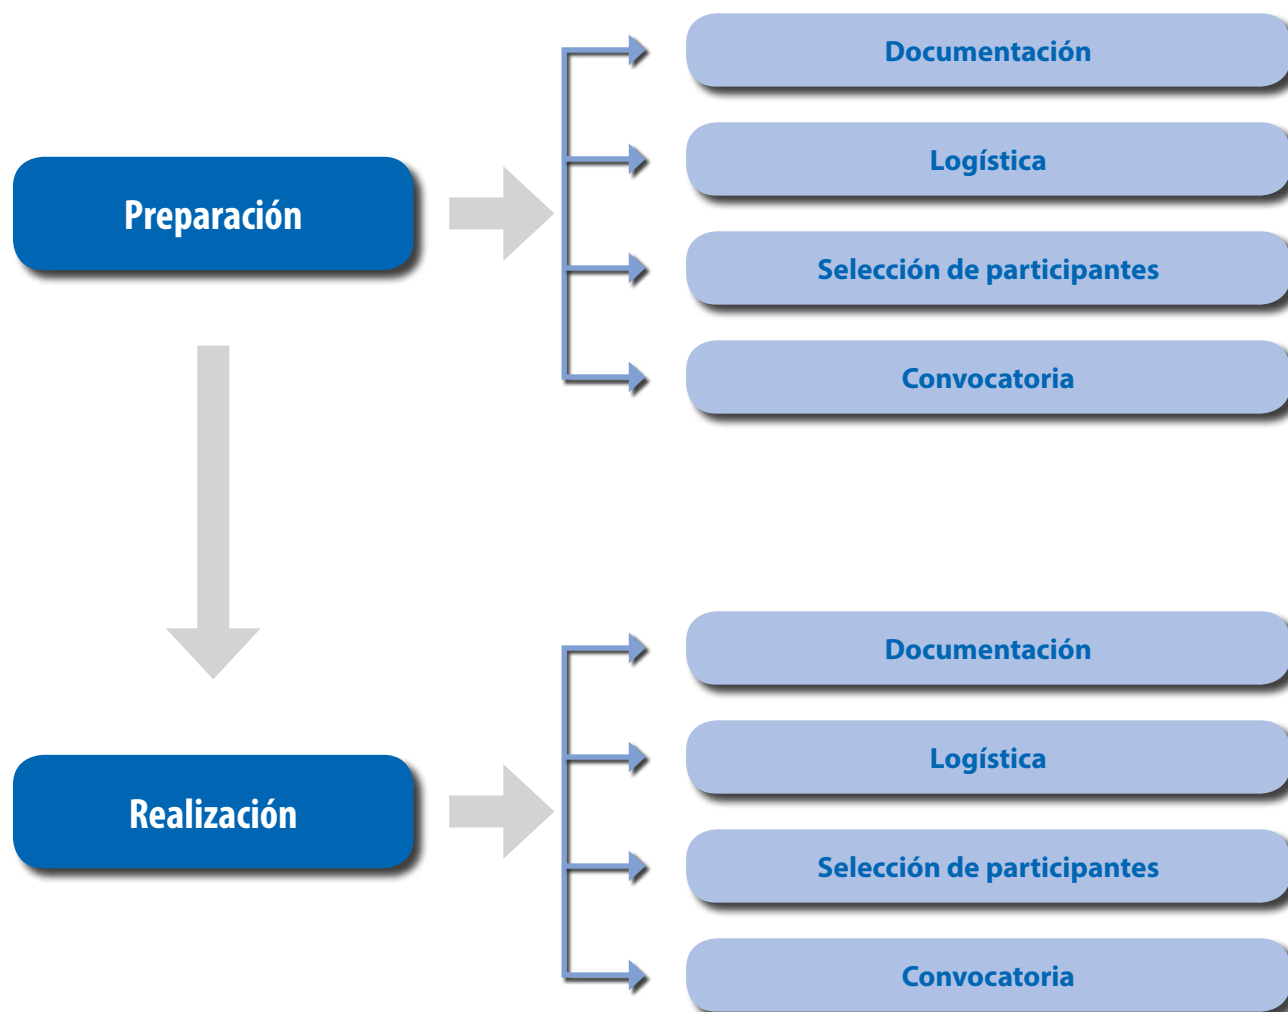 Preparación
Documentación
Logística
Selección de participantes
Convocatoria
Realización
Documentación
Logística
Selección de participantes
Convocatoria